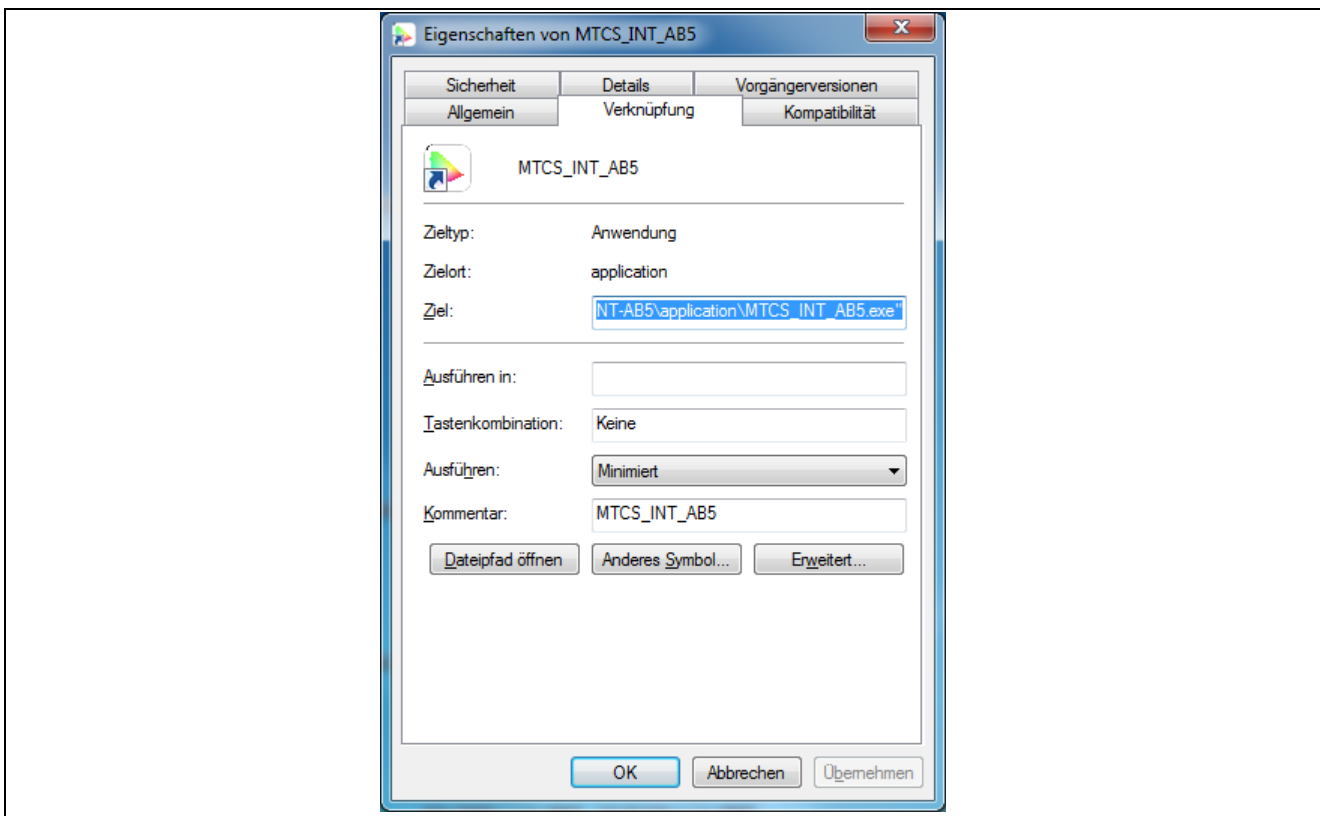 Eigenschaften von MTCS_INT_AB5
Sicherheit Details Vorgängerversionen
Allgemein Verknüpfung Kompatibilität
MTCS_INT_AB5
Zieltyp: Anwendung
Zielort: application
Ziel: NT-AB5\application\MTCS_INT_AB5.exe"
Ausführen in:
Tastenkombination: Keine
Ausführen: Minimiert
Kommentar: MTCS_INT_AB5
Dateipfad öffnen Anderes Symbol... Erweitert...
OK Abbrechen Übernehmen